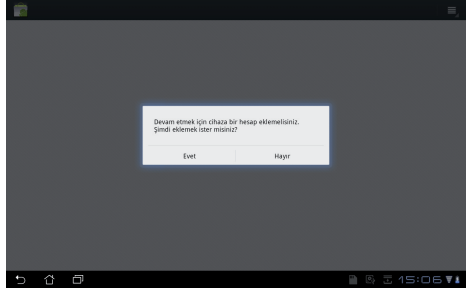 Devam etmek için cihaza bir hesap eklemelisiniz.
Şimdi eklemek ister misiniz?
Evet
Hayır
15:06